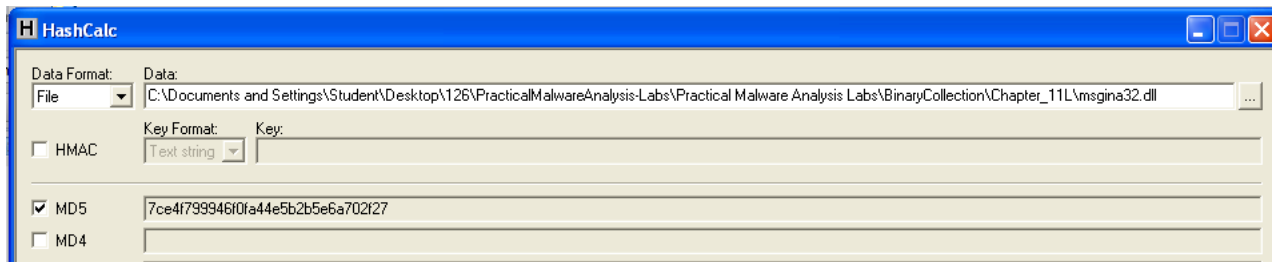 H HashCalc
Data Format: Data:
File C:\Documents and Settings\Student\Desktop\126\PracticalMalwareAnalysis-Labs\Practical Malware Analysis Labs\BinaryCollection\Chapter_11L\msgina32.dll ...
Key Format: Key:
HMAC Text string
MD5 7ce4f799946f0fa44e5b2b5e6a702f27
MD4